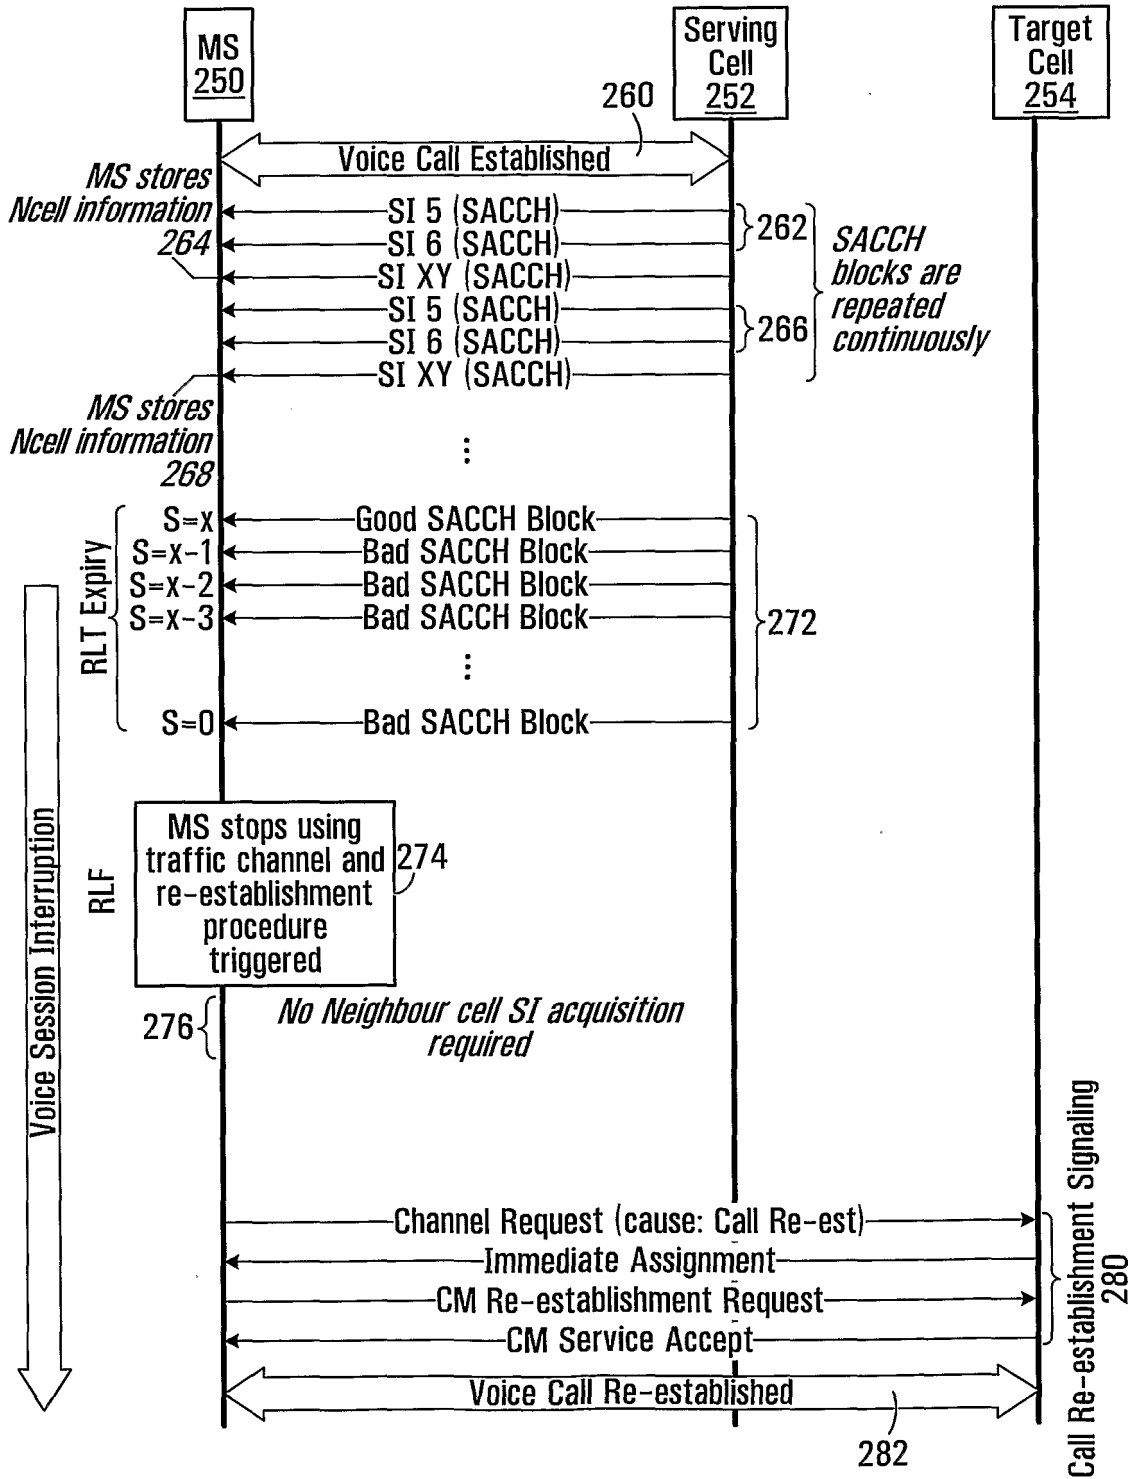 MS
250
Serving
Cell
252
Target
Cell
254
260
Voice Call Established
MS stores
Ncell information
264
SI 5 (SACCH)
SI 6 (SACCH)
SI XY (SACCH)
SI 5 (SACCH)
SI 6 (SACCH)
SI XY (SACCH)
262
266
SACCH
blocks are
repeated
continuously
MS stores
Ncell information
268
RLT Expiry
S=x
Good SACCH Block
S=x-1
Bad SACCH Block
S=x-2
Bad SACCH Block
S=x-3
Bad SACCH Block
272
S=0
Bad SACCH Block
Voice Session Interruption
RLF
MS stops using
traffic channel and
re-establishment
procedure
triggered
274
276
No Neighbour cell SI acquisition
required
Channel Request (cause: Call Re-est)
Immediate Assignment
CM Re-establishment Request
CM Service Accept
Voice Call Re-established
282
Call Re-establishment Signaling
280